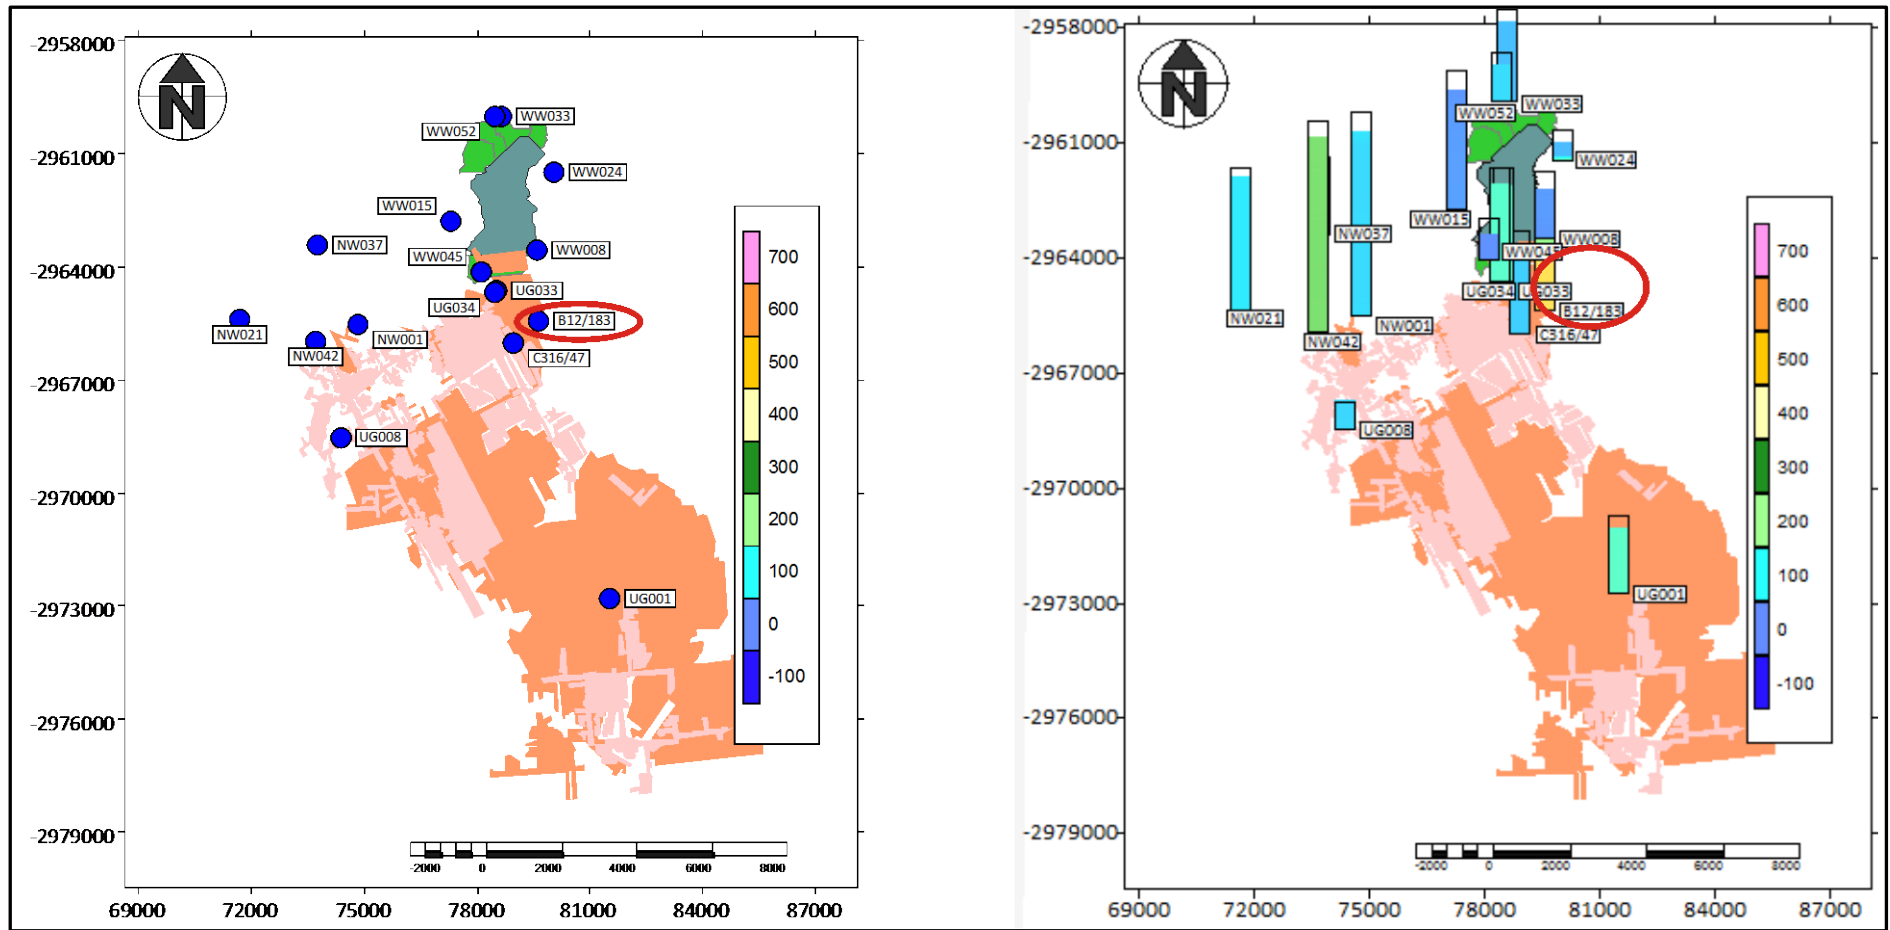 -2958000
-2961000
-2964000
-2967000
-2970000
-2973000
-2976000
-2979000
69000 72000 75000 78000 81000 84000 87000
N
WW033
WW052
WW024
WW015
NW037
WW008
WW045
UG033
UG034
B12/183
NW021
NW001
NW042
C316/47
UG008
UG001
700
600
500
400
300
200
100
0
-100
-2000 0 2000 4000 6000 8000
-2958000
-2961000
-2964000
-2967000
-2970000
-2973000
-2976000
-2979000
69000 72000 75000 78000 81000 84000 87000
N
WW033
WW052
WW024
WW015
NW037
WW008
WW045
UG034
UG033
B12/183
NW021
NW001
C316/47
NW042
UG008
UG001
700
600
500
400
300
200
100
0
-100
-2000 0 2000 4000 6000 8000